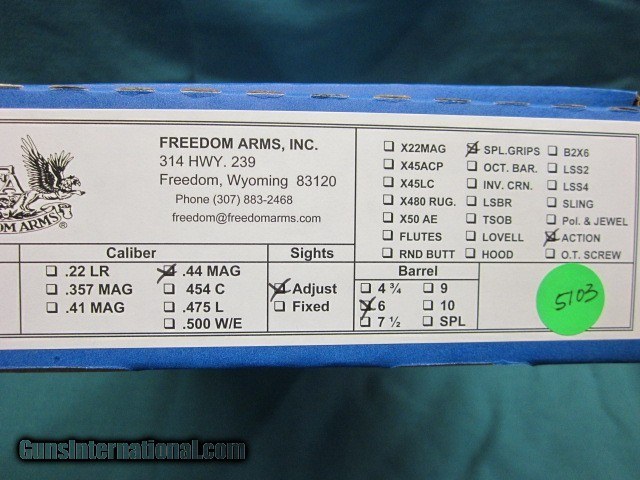 FREEDOM ARMS, INC.
314 HWY. 239
Freedom, Wyoming 83120
Phone (307) 883-2468
freedom@freedomarms.com
DOM ARMS®
X22MAG SPL.GRIPS B2X6
X45ACP OCT. BAR. LSS2
X45LC INV. CRN. LSS4
X480 RUG. LSBR SLING
X50 AE TSOB Pol. & JEWEL
FLUTES LOVELL ACTION
RND BUTT HOOD O.T. SCREW
Caliber
.22 LR .44 MAG
.357 MAG 454 C
.41 MAG .475 L
.500 W/E
Sights
Adjust
Fixed
Barrel
4 ¾ 9
6 10
7 ½ SPL
5103
GunsInternational.com